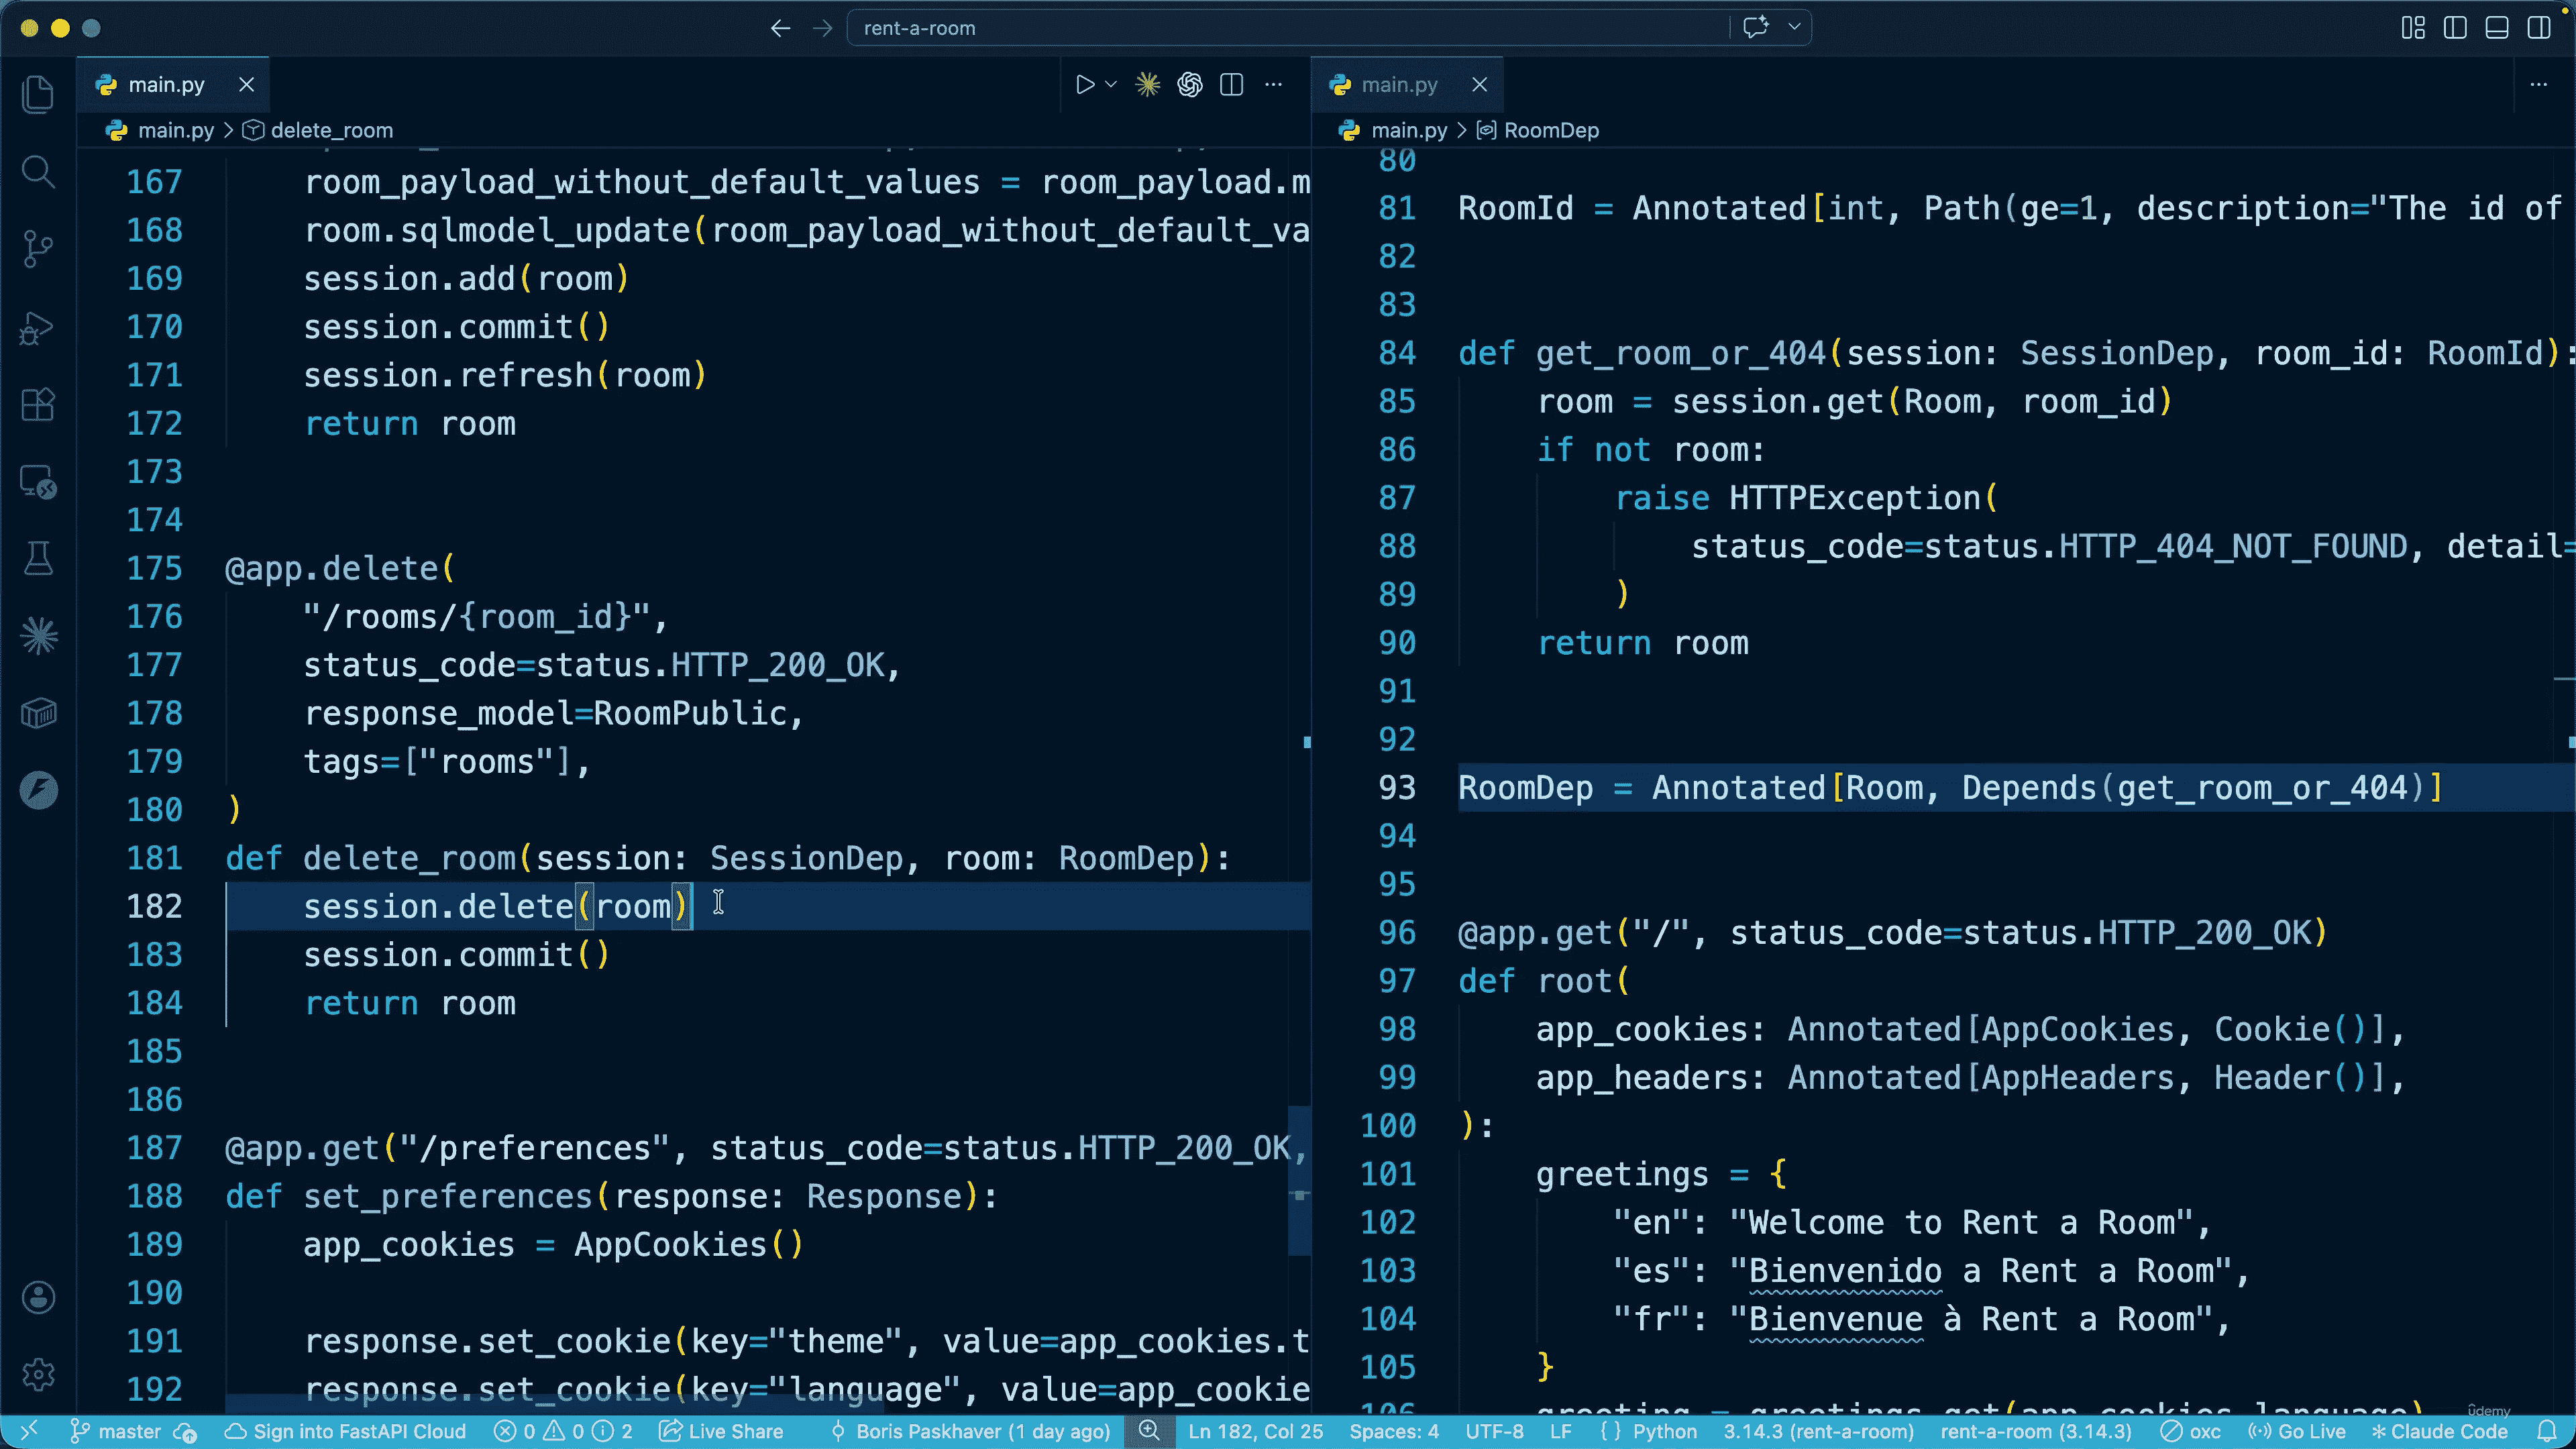 rent-a-room
main.py
main.py > delete_room
167 room_payload_without_default_values = room_payload.m
168 room.sqlmodel_update(room_payload_without_default_va
169 session.add(room)
170 session.commit()
171 session.refresh(room)
172 return room
173
174
175 @app.delete(
176 "/rooms/{room_id}",
177 status_code=status.HTTP_200_OK,
178 response_model=RoomPublic,
179 tags=["rooms"],
180 )
181 def delete_room(session: SessionDep, room: RoomDep):
182 session.delete(room)
183 session.commit()
184 return room
185
186
187 @app.get("/preferences", status_code=status.HTTP_200_OK,
188 def set_preferences(response: Response):
189 app_cookies = AppCookies()
190
191 response.set_cookie(key="theme", value=app_cookies.t
192 response.set_cookie(key="language", value=app_cookie
main.py
main.py > RoomDep
80
81 RoomId = Annotated[int, Path(ge=1, description="The id of
82
83
84 def get_room_or_404(session: SessionDep, room_id: RoomId):
85 room = session.get(Room, room_id)
86 if not room:
87 raise HTTPException(
88 status_code=status.HTTP_404_NOT_FOUND, detail=
89 )
90 return room
91
92
93 RoomDep = Annotated[Room, Depends(get_room_or_404)]
94
95
96 @app.get("/", status_code=status.HTTP_200_OK)
97 def root(
98 app_cookies: Annotated[AppCookies, Cookie()],
99 app_headers: Annotated[AppHeaders, Header()],
100 ):
101 greetings = {
102 "en": "Welcome to Rent a Room",
103 "es": "Bienvenido a Rent a Room",
104 "fr": "Bienvenue à Rent a Room",
105 }
106 greeting = greetings.get(app_cookies.language)
udemy
master Sign into FastAPI Cloud 0 0 2 Live Share Boris Paskhaver (1 day ago) Ln 182, Col 25 Spaces: 4 UTF-8 LF {} Python 3.14.3 (rent-a-room) rent-a-room (3.14.3) oxc Go Live Claude Code